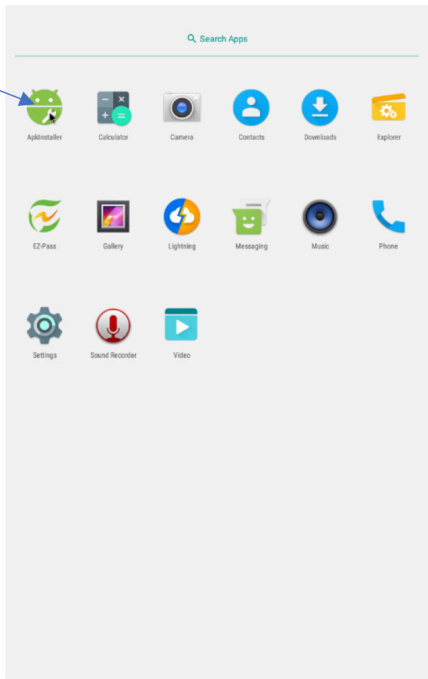 Search Apps
ApkInstaller Calculator Camera Contacts Downloads Explorer
EZ-Pass Gallery Lightning Messaging Music Phone
Settings Sound Recorder Video